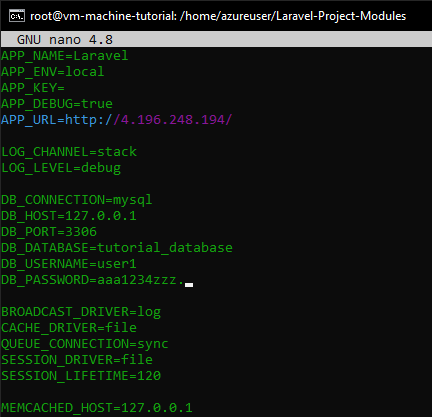 root@vm-machine-tutorial: /home/azureuser/Laravel-Project-Modules
GNU nano 4.8
APP_NAME=Laravel
APP_ENV=local
APP_KEY=
APP_DEBUG=true
APP_URL=http://4.196.248.194/
LOG_CHANNEL=stack
LOG_LEVEL=debug
DB_CONNECTION=mysql
DB_HOST=127.0.0.1
DB_PORT=3306
DB_DATABASE=tutorial_database
DB_USERNAME=user1
DB_PASSWORD=aaa1234zzz.
BROADCAST_DRIVER=log
CACHE_DRIVER=file
QUEUE_CONNECTION=sync
SESSION_DRIVER=file
SESSION_LIFETIME=120
MEMCACHED_HOST=127.0.0.1